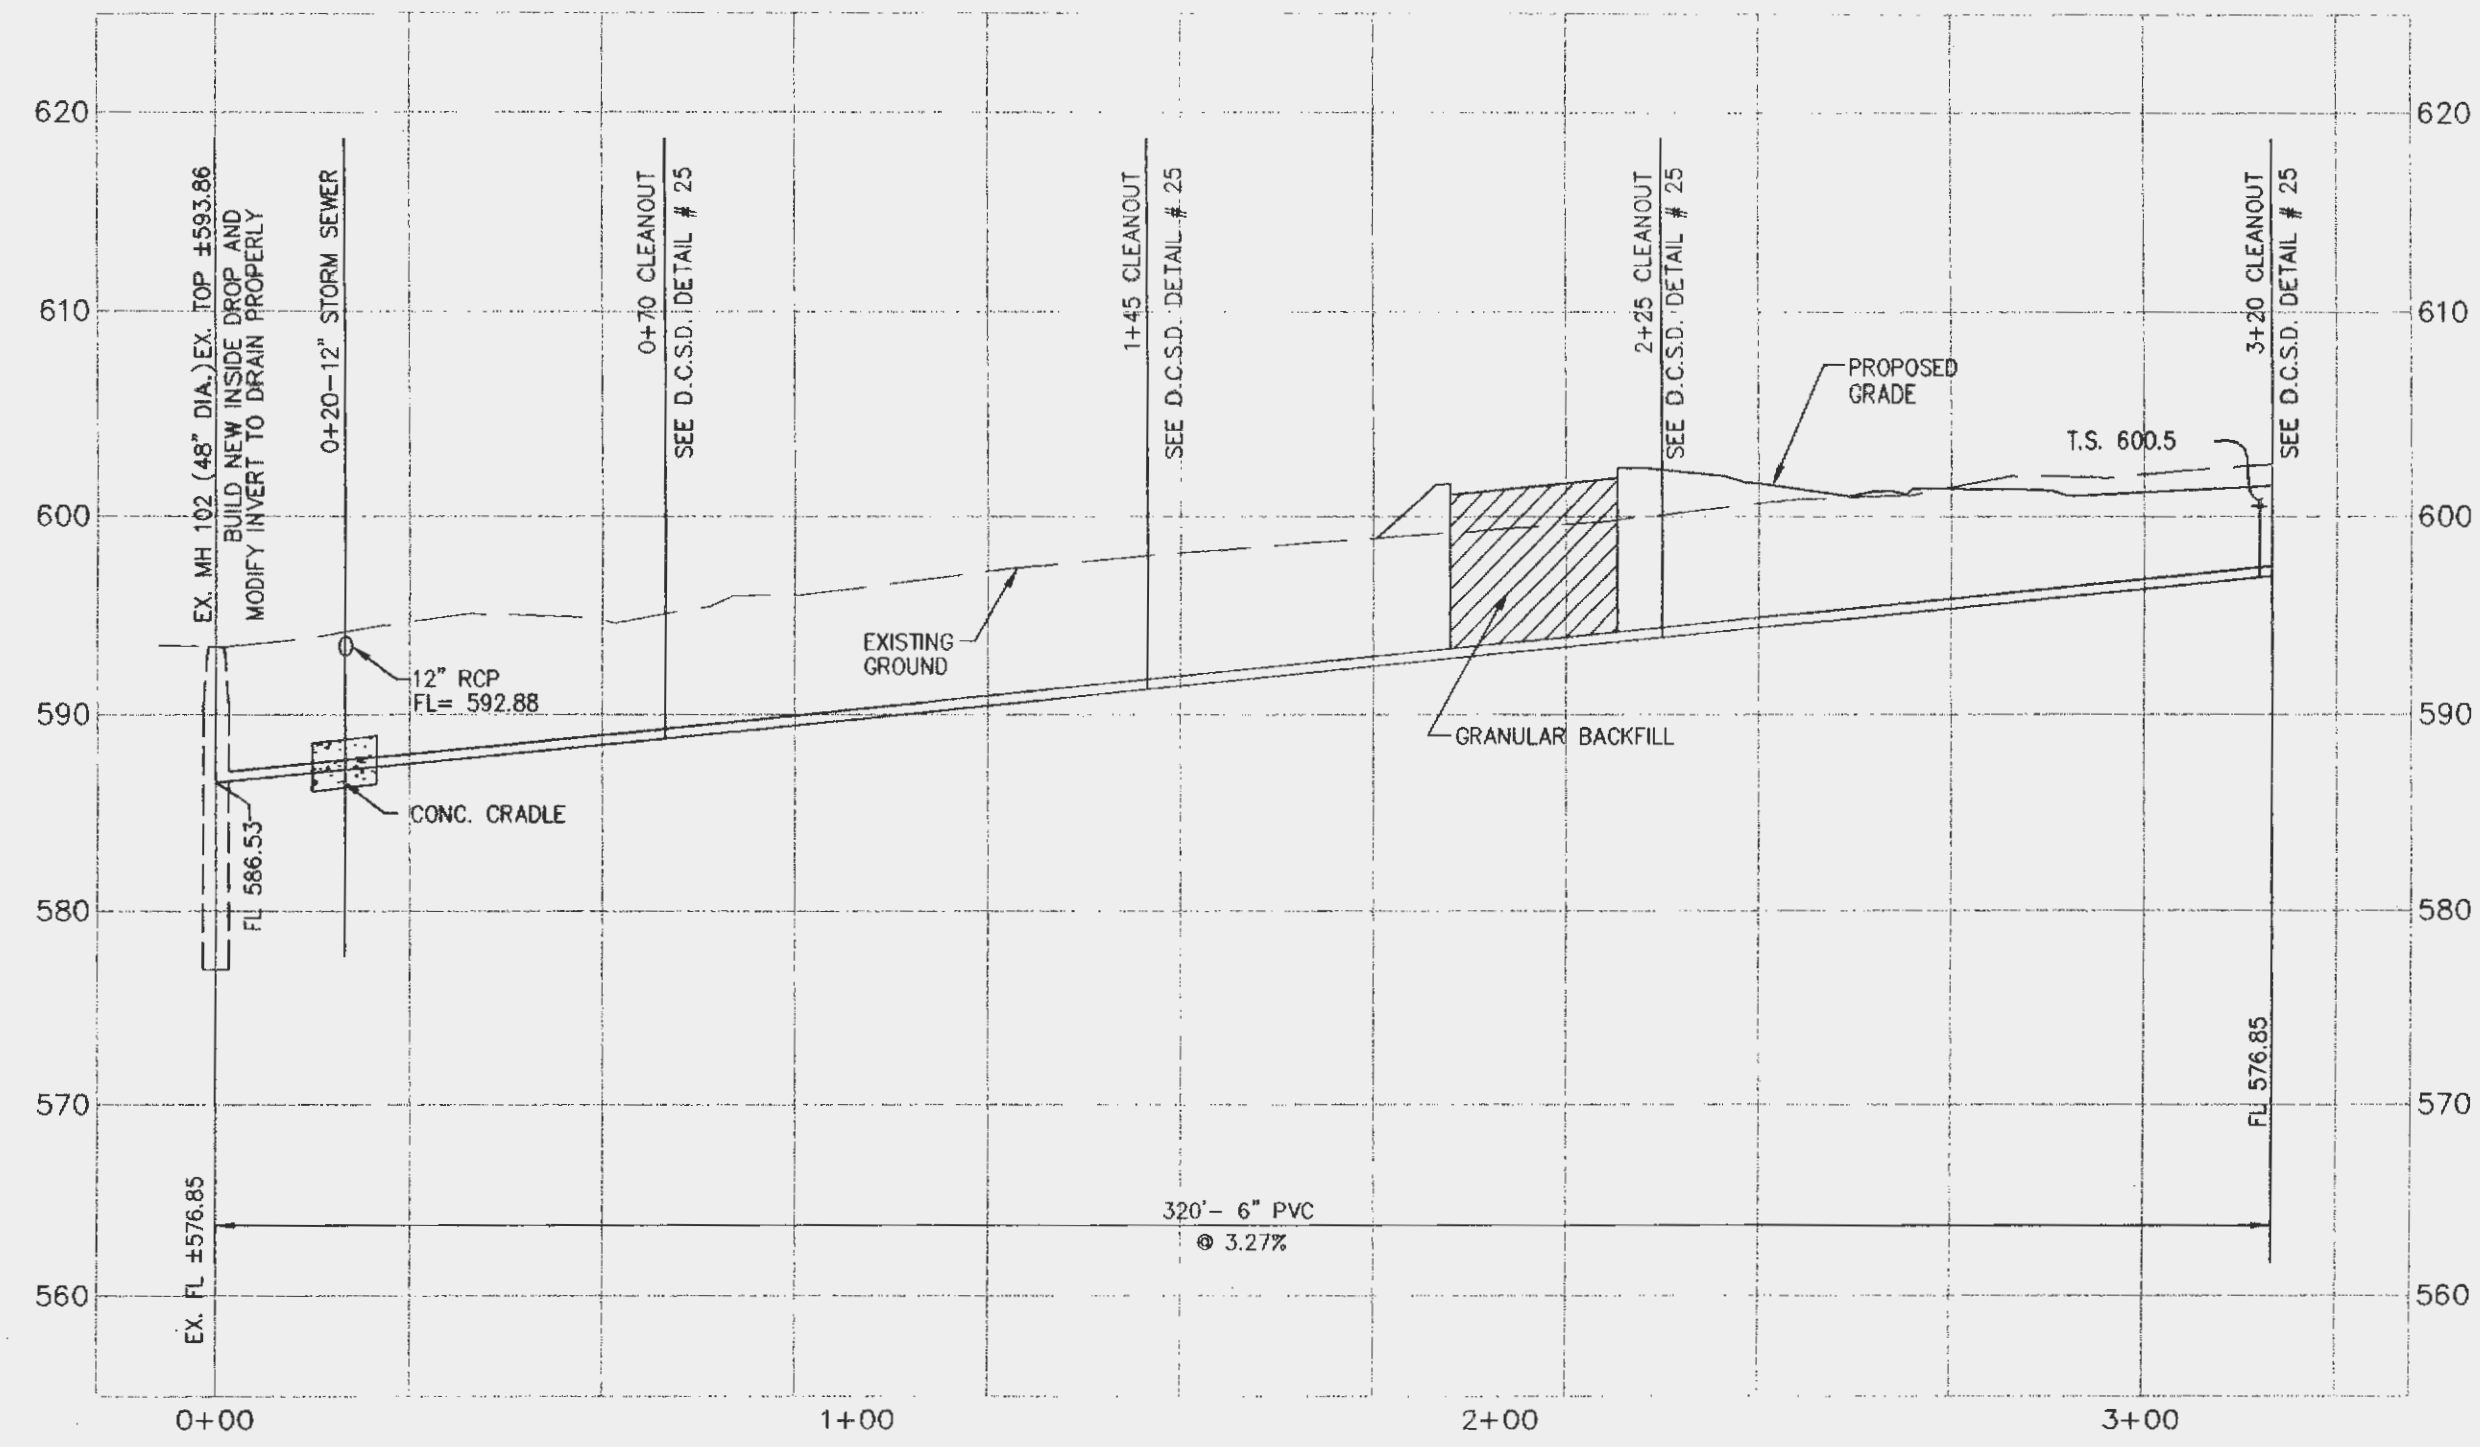 620
610
600
590
580
570
560
EX. MH 102 (48" DIA.) EX. TOP ±593.86
BUILD NEW INSIDE DROP AND
MODIFY INVERT TO DRAIN PROPERLY
0+20-12" STORM SEWER
0+70 CLEANOUT
SEE D.C.S.D. DETAIL # 25
1+45 CLEANOUT
SEE D.C.S.D. DETAIL # 25
2+25 CLEANOUT
SEE D.C.S.D. DETAIL # 25
3+20 CLEANOUT
SEE D.C.S.D. DETAIL # 25
PROPOSED
GRADE
T.S. 600.5
EXISTING
GROUND
12" RCP
FL= 592.88
GRANULAR BACKFILL
CONC. CRADLE
FL 586.53
FL 576.85
EX. FL ±576.85
320'- 6" PVC
@ 3.27%
620
610
600
590
580
570
560
0+00
1+00
2+00
3+00